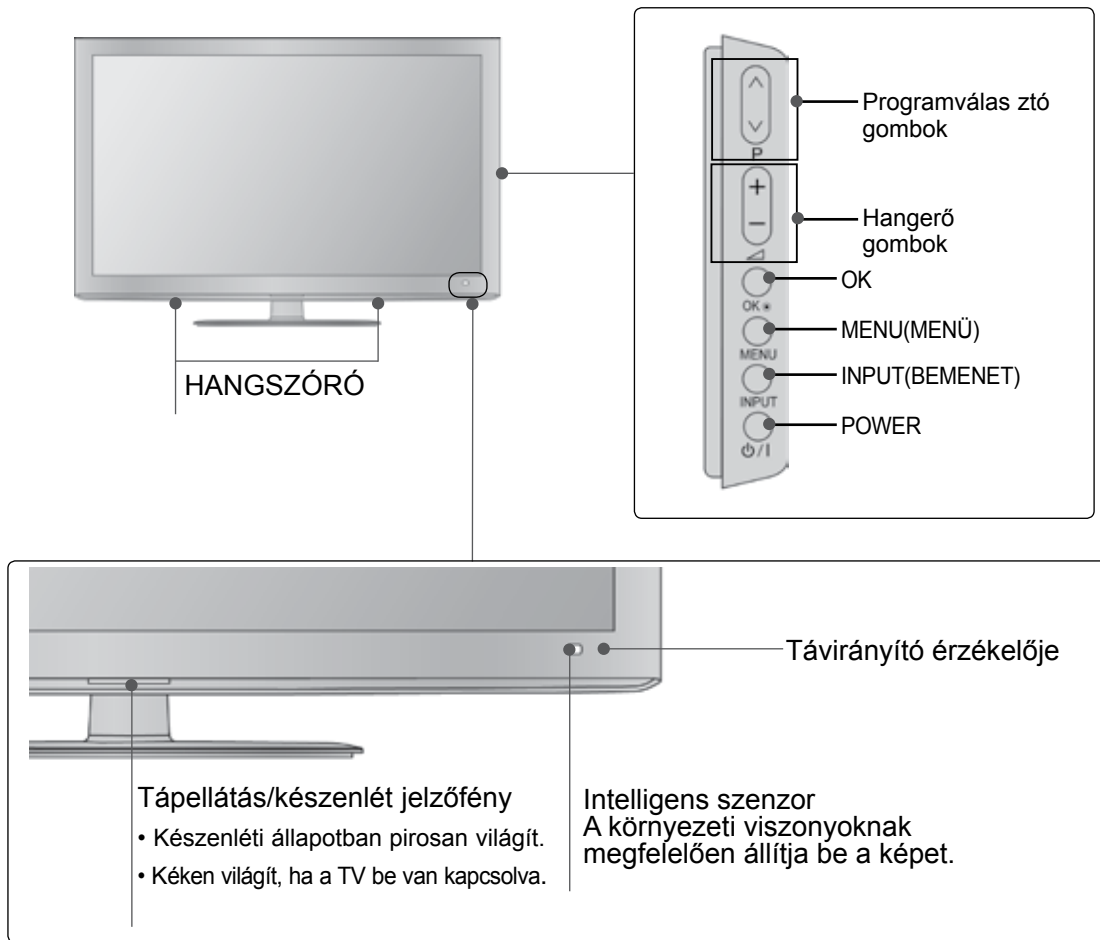 Programválas ztó
gombok
P
Hangerő
gombok
OK
OK
MENU(MENÜ)
MENU
INPUT(BEMENET)
INPUT
POWER
HANGSZÓRÓ
Távirányító érzékelője
Tápellátás/készenlét jelzőfény
• Készenléti állapotban pirosan világít.
• Kéken világít, ha a TV be van kapcsolva.
Intelligens szenzor
A környezeti viszonyoknak
megfelelően állítja be a képet.